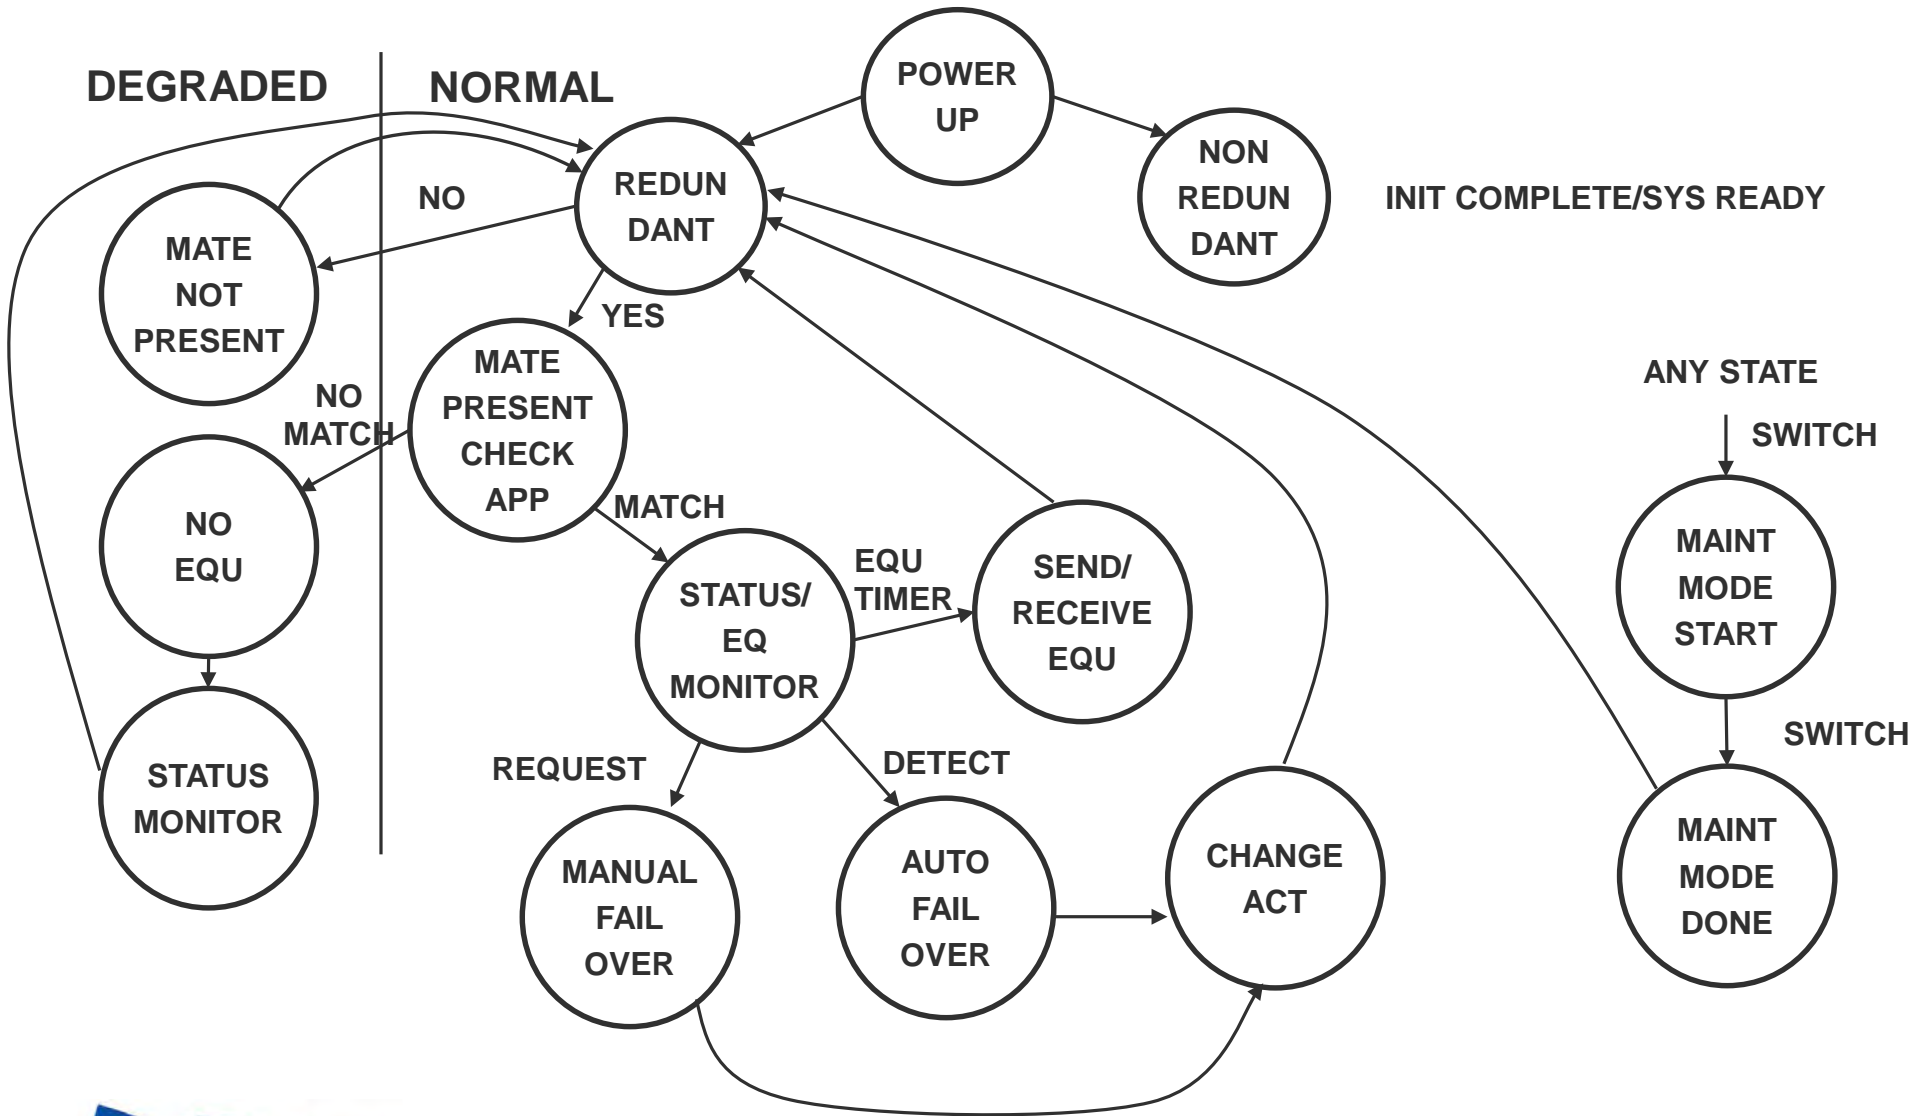 DEGRADED
NORMAL
POWER
UP
NON
REDUN
DANT
INIT COMPLETE/SYS READY
REDUN
DANT
NO
YES
MATE
NOT
PRESENT
MATE
PRESENT
CHECK
APP
NO
MATCH
MATCH
NO
EQU
STATUS
MONITOR
STATUS/
EQ
MONITOR
EQU
TIMER
SEND/
RECEIVE
EQU
REQUEST
DETECT
MANUAL
FAIL
OVER
AUTO
FAIL
OVER
CHANGE
ACT
ANY STATE
SWITCH
MAINT
MODE
START
SWITCH
MAINT
MODE
DONE